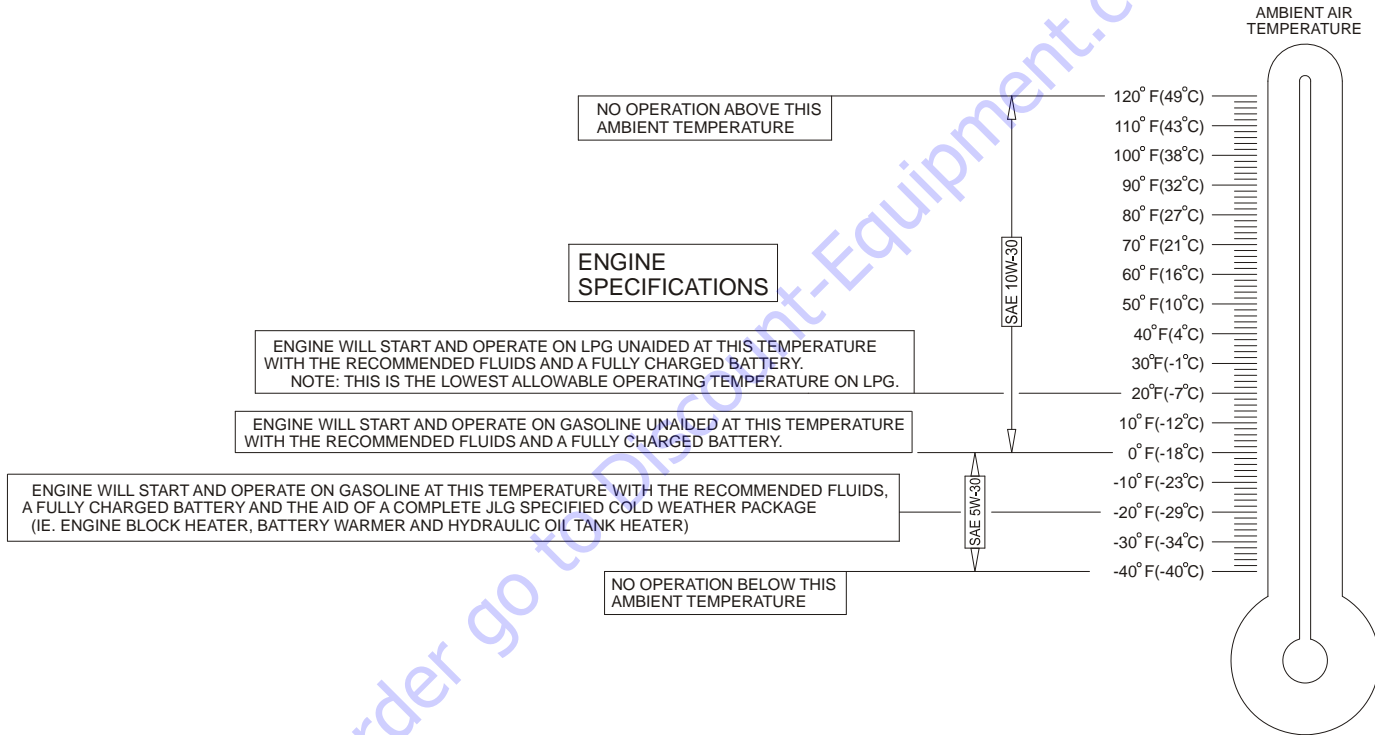 AMBIENT AIR
TEMPERATURE
NO OPERATION ABOVE THIS
AMBIENT TEMPERATURE
120° F(49°C)
110° F(43°C)
100° F(38°C)
90° F(32°C)
80° F(27°C)
70° F(21°C)
60° F(16°C)
50° F(10°C)
40°F(4°C)
30°F(-1°C)
20°F(-7°C)
10°F(-12°C)
0° F(-18°C)
-10° F(-23°C)
-20° F(-29°C)
-30° F(-34°C)
-40° F(-40°C)
SAE 10W-30
ENGINE
SPECIFICATIONS
ENGINE WILL START AND OPERATE ON LPG UNAIDED AT THIS TEMPERATURE
WITH THE RECOMMENDED FLUIDS AND A FULLY CHARGED BATTERY.
NOTE: THIS IS THE LOWEST ALLOWABLE OPERATING TEMPERATURE ON LPG.
ENGINE WILL START AND OPERATE ON GASOLINE UNAIDED AT THIS TEMPERATURE
WITH THE RECOMMENDED FLUIDS AND A FULLY CHARGED BATTERY.
SAE 5W-30
ENGINE WILL START AND OPERATE ON GASOLINE AT THIS TEMPERATURE WITH THE RECOMMENDED FLUIDS,
A FULLY CHARGED BATTERY AND THE AID OF A COMPLETE JLG SPECIFIED COLD WEATHER PACKAGE
(IE. ENGINE BLOCK HEATER, BATTERY WARMER AND HYDRAULIC OIL TANK HEATER)
NO OPERATION BELOW THIS
AMBIENT TEMPERATURE
go to Discount-Equipment.c